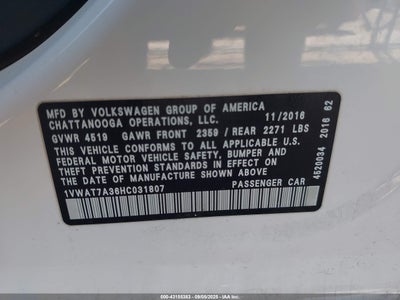 MFD BY VOLKSWAGEN GROUP OF AMERICA
CHATTANOOGA OPERATIONS, LLC. 11/2016
GVWR 4519 GAWR FRONT 2359 / REAR 2271 LBS
THIS VEHICLE CONFORMS TO ALL APPLICABLE U.S.
FEDERAL MOTOR VEHICLE SAFETY, BUMPER AND
THEFT PREVENTION STANDARDS IN EFFECT ON
THE DATE OF MANUFACTURE SHOWN ABOVE.
1VWAT7A36HC031807 PASSENGER CAR
4520034 2016 62